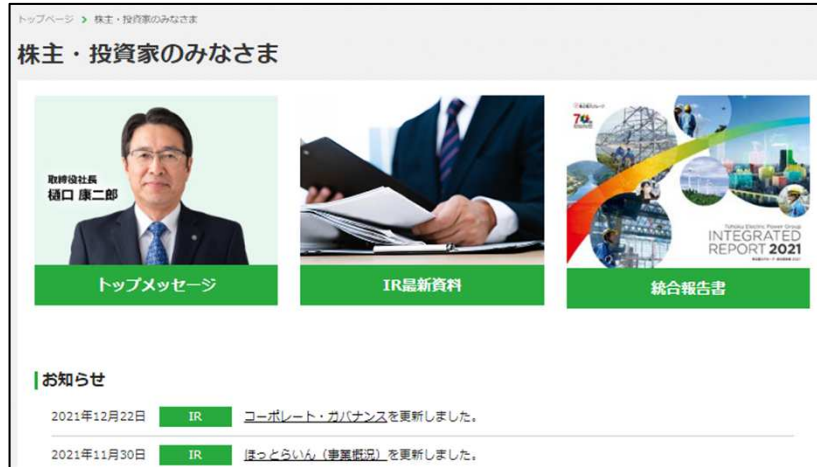 トップページ > 株主・投資家のみなさま
株主・投資家のみなさま
取締役社長
樋口 康二郎
トップメッセージ
IR最新資料
70
Tohoku Electric Power Group
INTEGRATED
REPORT 2021
統合報告書
お知らせ
2021年12月22日 IR コーポレート・ガバナンスを更新しました。
2021年11月30日 IR ほっとらいん（事業概況）を更新しました。